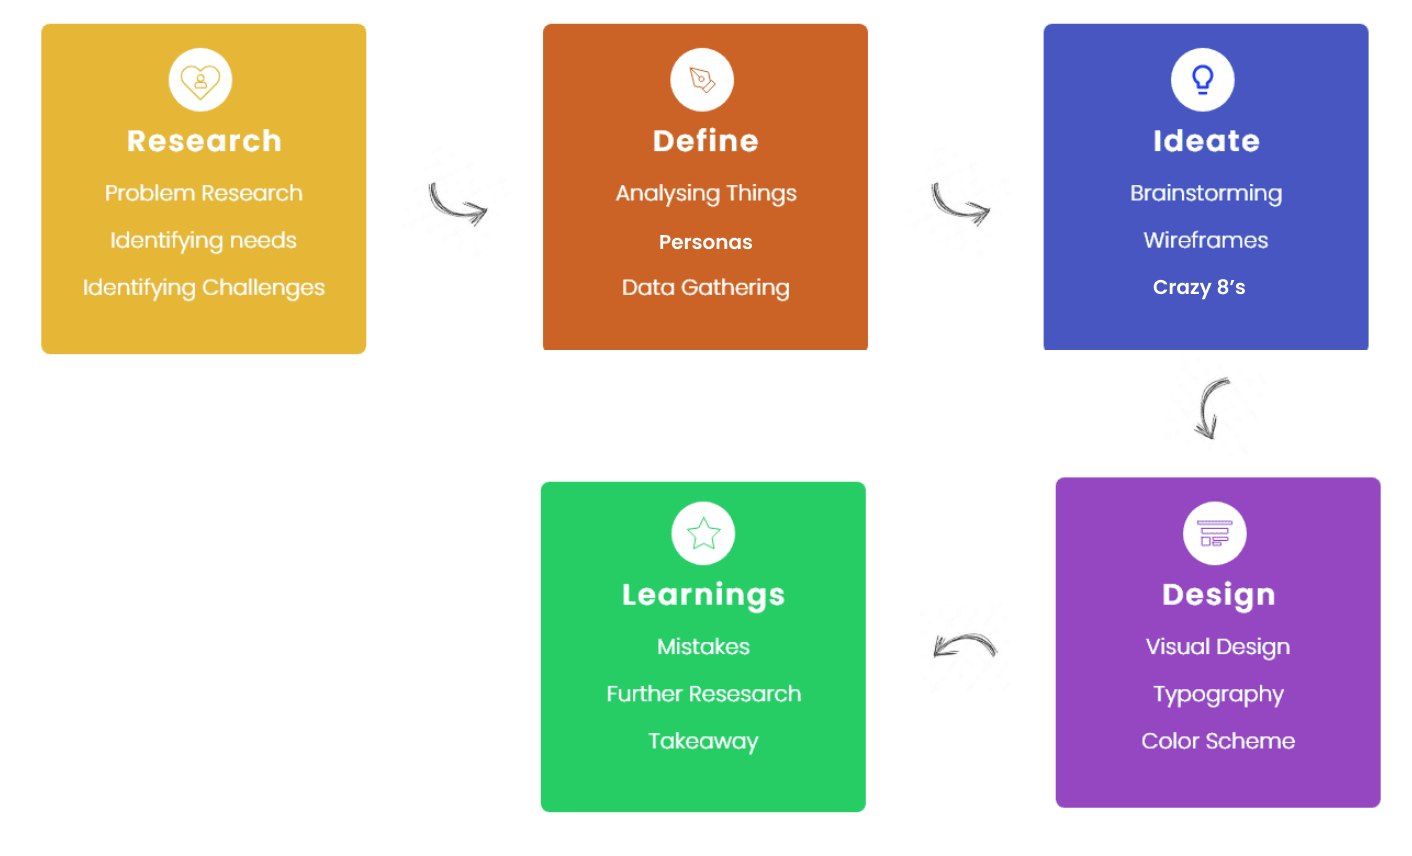 Research
Problem Research
Identifying needs
Identifying Challenges
Define
Analysing Things
Personas
Data Gathering
Ideate
Brainstorming
Wireframes
Crazy 8’s
Design
Visual Design
Typography
Color Scheme
Learnings
Mistakes
Further Resesarch
Takeaway